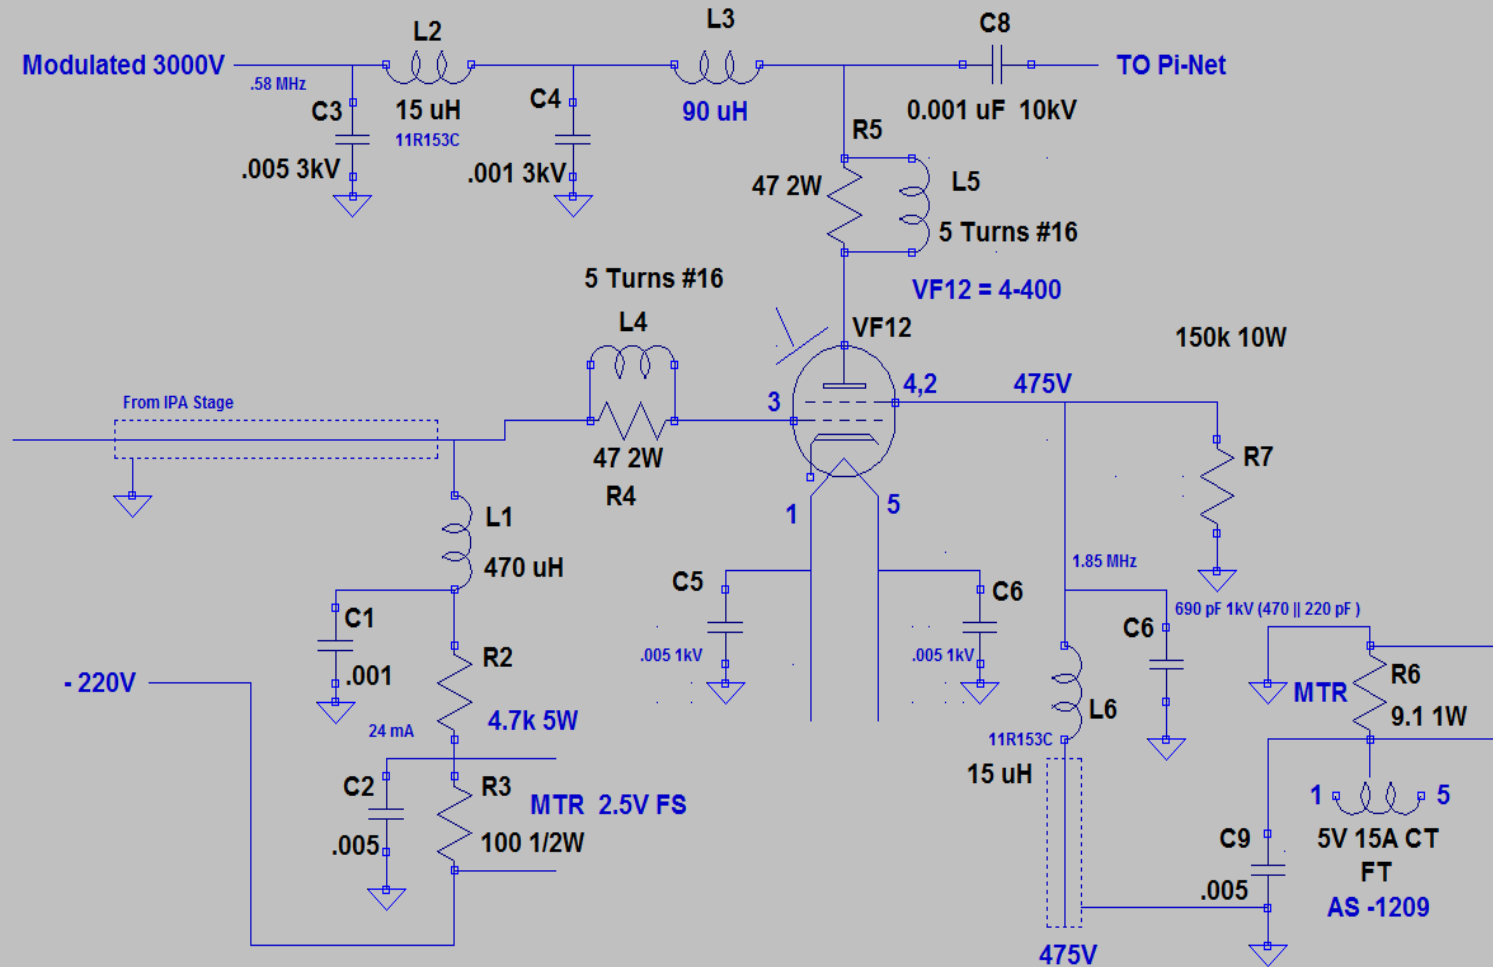 L2
L3
C8
Modulated 3000V
TO Pi-Net
.58 MHz
C3
15 uH
C4
90 uH
0.001 uF 10kV
11R153C
R5
.005 3kV
.001 3kV
47 2W
L5
5 Turns #16
5 Turns #16
VF12 = 4-400
L4
VF12
150k 10W
4,2
475V
From IPA Stage
3
47 2W
R7
R4
1
5
L1
470 uH
1.85 MHz
C5
C6
690 pF 1kV (470 || 220 pF )
C1
C6
.005 1kV
.005 1kV
R2
.001
- 220V
MTR
R6
4.7k 5W
L6
9.1 1W
24 mA
11R153C
15 uH
C2
R3
MTR 2.5V FS
1
5
.005
100 1/2W
C9
5V 15A CT
FT
.005
AS -1209
475V